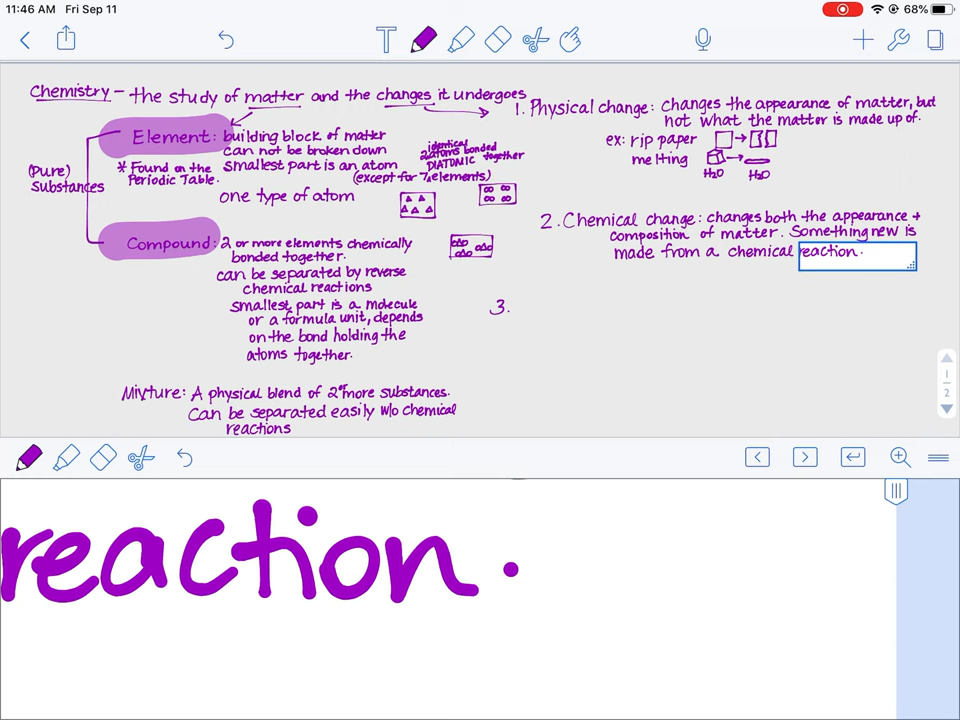 11:46 AM Fri Sep 11
68%
T
Chemistry – the study of matter and the changes it undergoes
Element: building block of matter
can not be broken down
smallest part is an atom
(except for 7 elements)
identical
2 atoms bonded together
DIATONIC
* Found on the
Periodic Table.
one type of atom
(Pure)
Substances
Compound: 2 or more elements chemically
bonded together.
can be separated by reverse
chemical reactions
smallest part is a molecule
or a formula unit, depends
on the bond holding the
atoms together.
Mixture: A physical blend of 2 or more substances.
Can be separated easily w/o chemical
reactions
1. Physical change: changes the appearance of matter, but
not what the matter is made up of.
ex: rip paper
melting
H2O H2O
2. Chemical change: changes both the appearance +
composition of matter. Something new is
made from a chemical reaction.
3.
1
2
reaction.